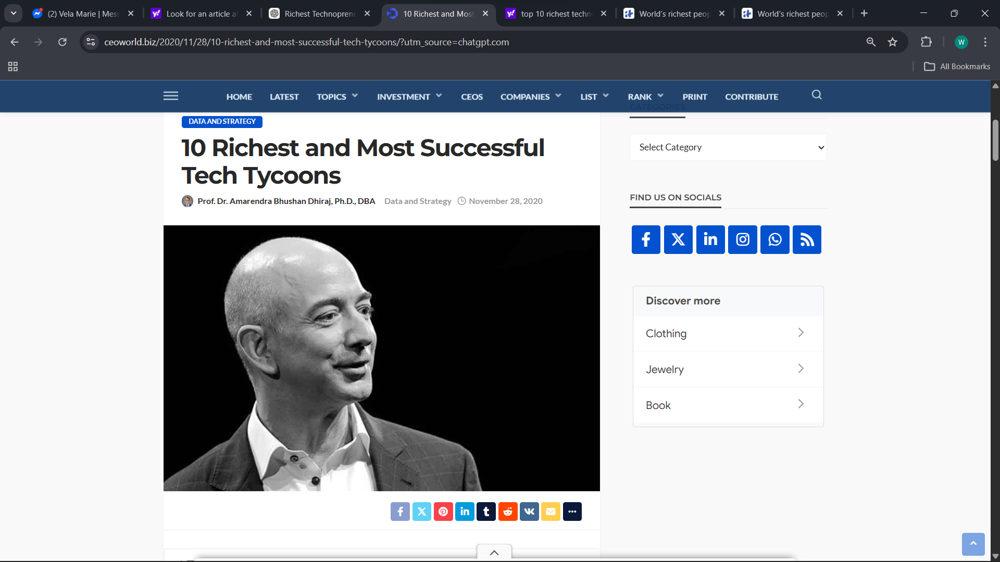 (2) Vela Marie | Mess
Look for an article a
Richest Technoprene
10 Richest and Most
top 10 richest techn
World's richest peop
World's richest peop
ceoworld.biz/2020/11/28/10-richest-and-most-successful-tech-tycoons/?utm_source=chatgpt.com
W
All Bookmarks
HOME
LATEST
TOPICS
INVESTMENT
CEOS
COMPANIES
LIST
RANK
PRINT
CONTRIBUTE
CATEGORIES
DATA AND STRATEGY
10 Richest and Most Successful
Tech Tycoons
Prof. Dr. Amarendra Bhushan Dhiraj, Ph.D., DBA Data and Strategy November 28, 2020
Select Category
FIND US ON SOCIALS
Discover more
Clothing
Jewelry
Book